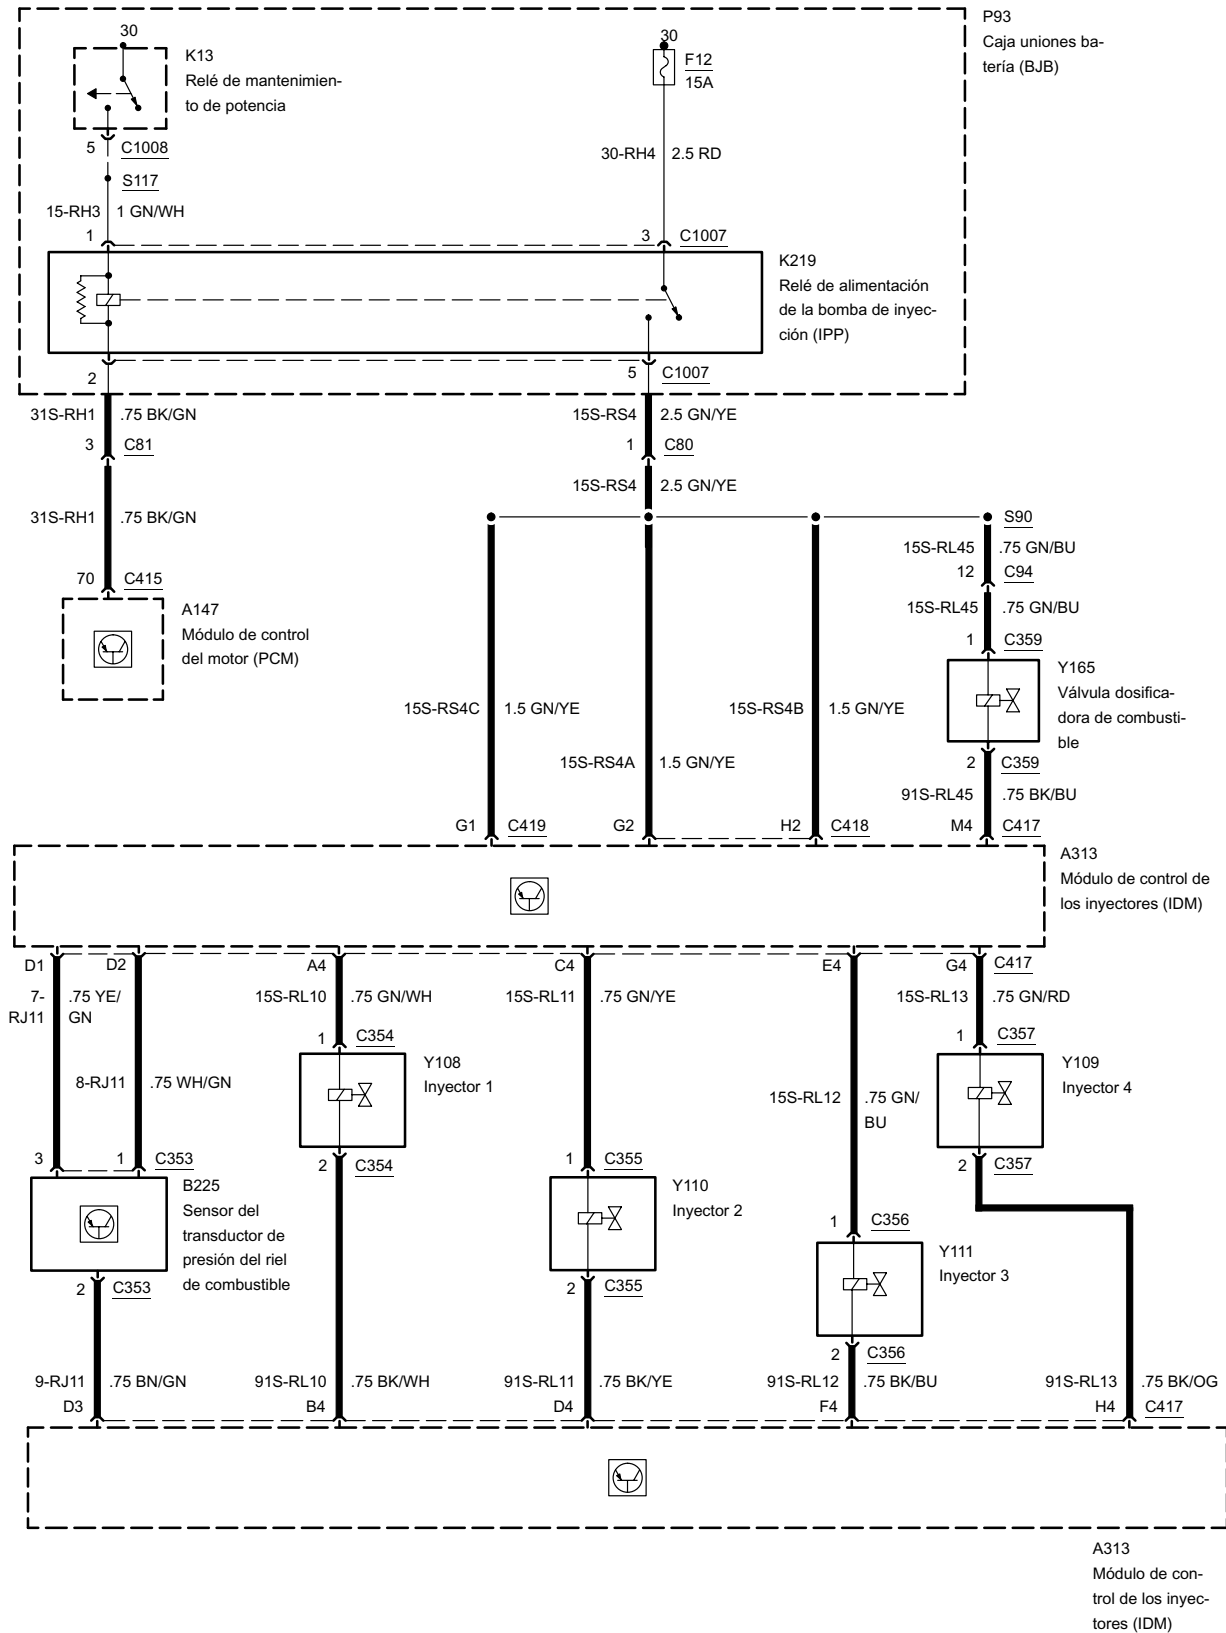 P93
Caja uniones ba-
tería (BJB)
30
K13
Relé de mantenimien-
to de potencia
30
F12
15A
5 C1008
S117
30-RH4 2.5 RD
15-RH3 1 GN/WH
1
3 C1007
K219
Relé de alimentación
de la bomba de inyec-
ción (IPP)
2
5 C1007
31S-RH1 .75 BK/GN
15S-RS4 2.5 GN/YE
3 C81
1 C80
15S-RS4 2.5 GN/YE
31S-RH1 .75 BK/GN
S90
15S-RL45 .75 GN/BU
12 C94
70 C415
15S-RL45 .75 GN/BU
A147
Módulo de control
del motor (PCM)
1 C359
Y165
Válvula dosifica-
dora de combusti-
ble
15S-RS4C 1.5 GN/YE
15S-RS4B 1.5 GN/YE
15S-RS4A 1.5 GN/YE
2 C359
91S-RL45 .75 BK/BU
G1 C419
G2
H2 C418
M4 C417
A313
Módulo de control de
los inyectores (IDM)
D1
D2
A4
C4
E4
G4 C417
7-
RJ11
.75 YE/
GN
15S-RL10 .75 GN/WH
15S-RL11 .75 GN/YE
15S-RL13 .75 GN/RD
1 C354
1 C357
Y108
Inyector 1
Y109
Inyector 4
8-RJ11 .75 WH/GN
15S-RL12
.75 GN/
BU
3
1 C353
2 C354
1 C355
2 C357
B225
Sensor del
transductor de
presión del riel
de combustible
Y110
Inyector 2
1 C356
Y111
Inyector 3
2 C353
2 C355
2 C356
9-RJ11 .75 BN/GN
91S-RL10 .75 BK/WH
91S-RL11 .75 BK/YE
91S-RL12 .75 BK/BU
91S-RL13 .75 BK/OG
D3
B4
D4
F4
H4 C417
A313
Módulo de con-
trol de los inyec-
tores (IDM)